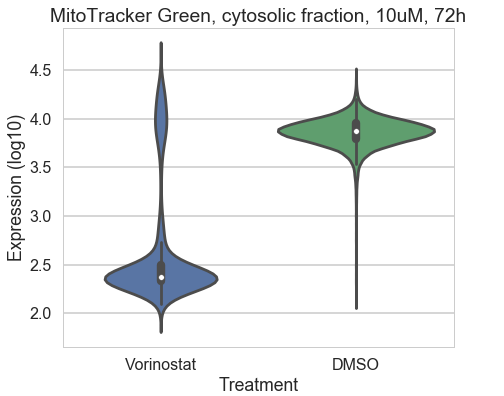 MitoTracker Green, cytosolic fraction, 10uM, 72h
Expression (log10)
4.5
4.0
3.5
3.0
2.5
2.0
Vorinostat DMSO
Treatment